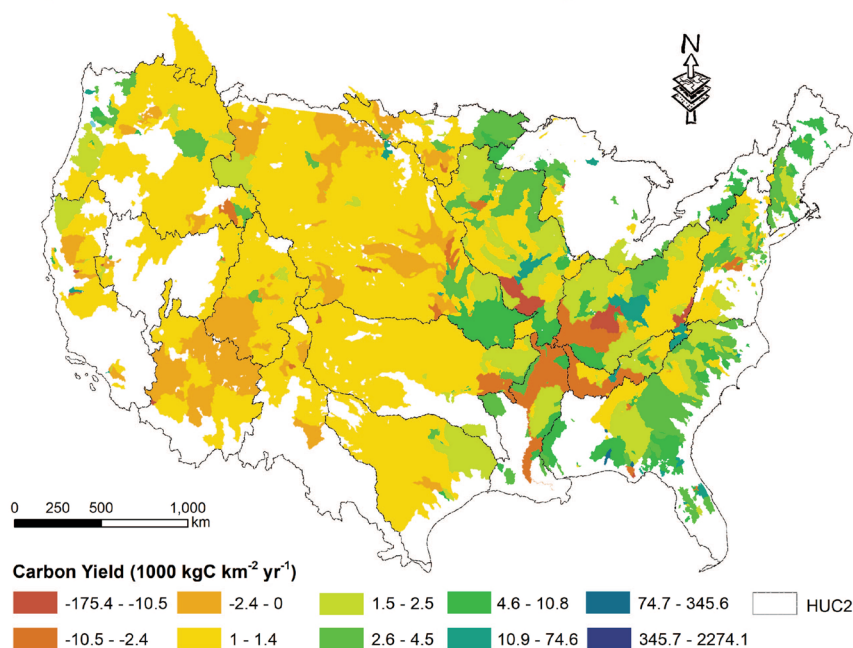 N
0 250 500 1,000
km
Carbon Yield (1000 kgC km⁻² yr⁻¹)
-175.4 - -10.5 -2.4 - 0 1.5 - 2.5 4.6 - 10.8 74.7 - 345.6 HUC2
-10.5 - -2.4 1 - 1.4 2.6 - 4.5 10.9 - 74.6 345.7 - 2274.1